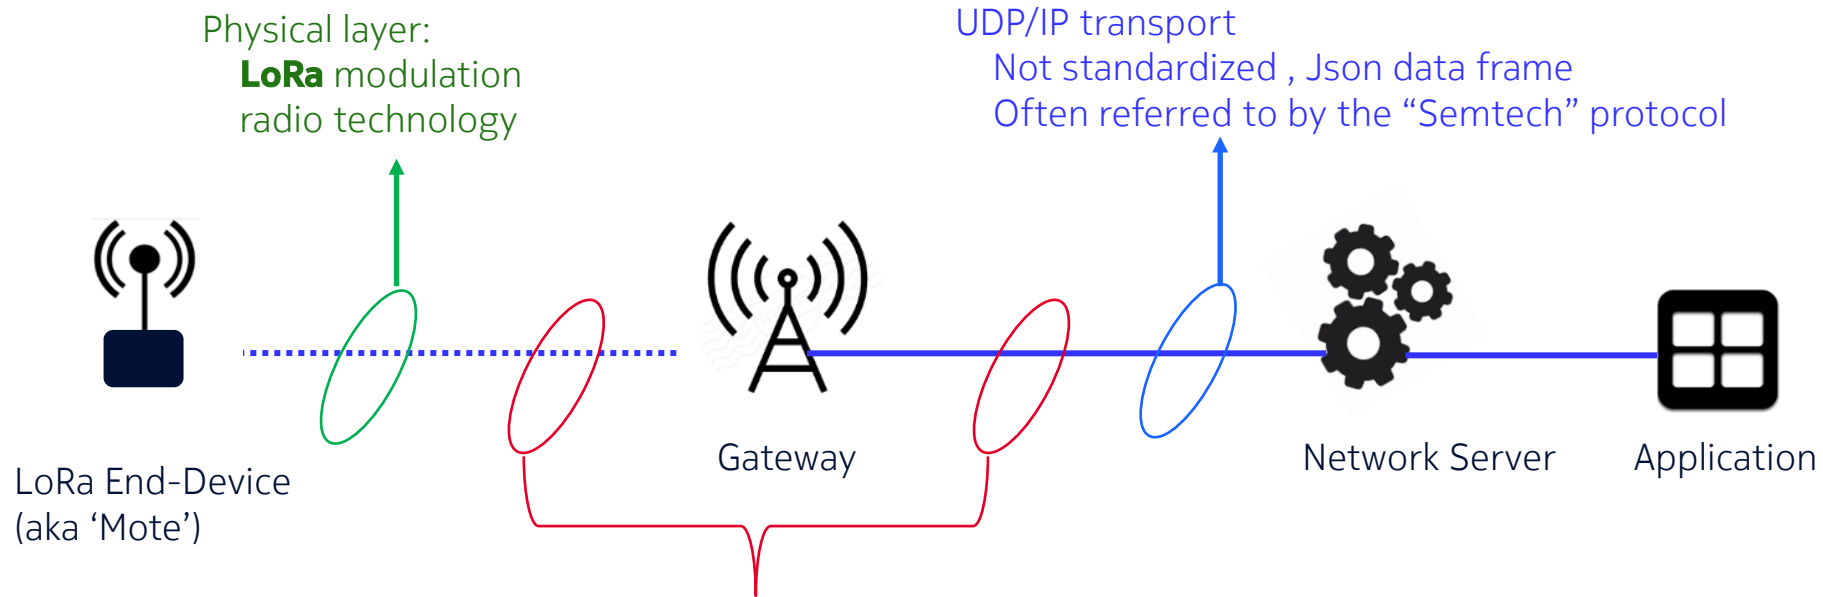 Physical layer:
LoRa modulation
radio technology
UDP/IP transport
Not standardized , Json data frame
Often referred to by the “Semtech” protocol
LoRa End-Device
(aka ‘Mote’)
Gateway
Network Server
Application